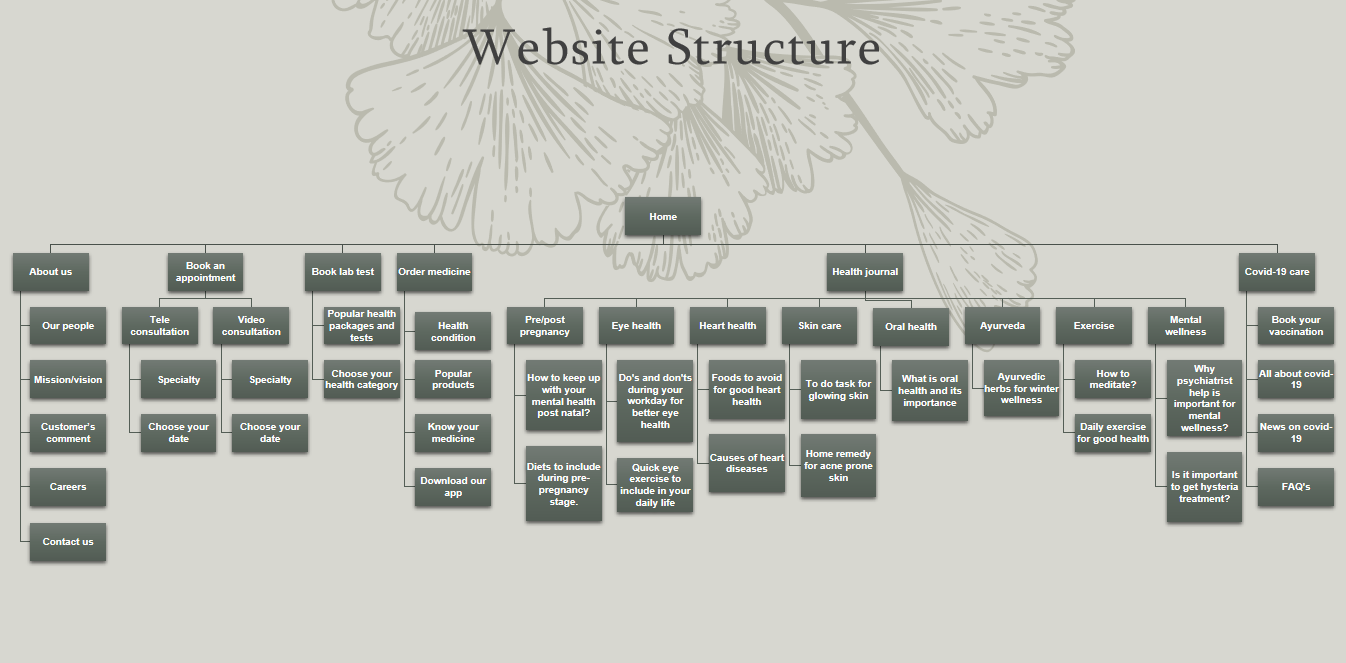 Website Structure
Home
About us
Book an
appointment
Book lab test
Order medicine
Health journal
Covid-19 care
Our people
Mission/vision
Customer's
comment
Careers
Contact us
Tele
consultation
Specialty
Choose your
date
Video
consultation
Specialty
Choose your
date
Popular health
packages and
tests
Choose your
health category
Health
condition
Popular
products
Know your
medicine
Download our
app
Pre/post
pregnancy
How to keep up
with your
mental health
post natal?
Diets to include
during pre-
pregnancy
stage.
Eye health
Do's and don'ts
during your
workday for
better eye
health
Quick eye
exercise to
include in your
daily life
Heart health
Foods to avoid
for good heart
health
Causes of heart
diseases
Skin care
To do task for
glowing skin
Home remedy
for acne prone
skin
Oral health
What is oral
health and its
importance
Ayurveda
Ayurvedic
herbs for winter
wellness
Exercise
How to
meditate?
Daily exercise
for good health
Mental
wellness
Why
psychiatrist
help is
important for
mental
wellness?
Is it important
to get hysteria
treatment?
Book your
vaccination
All about covid-
19
News on covid-
19
FAQ's